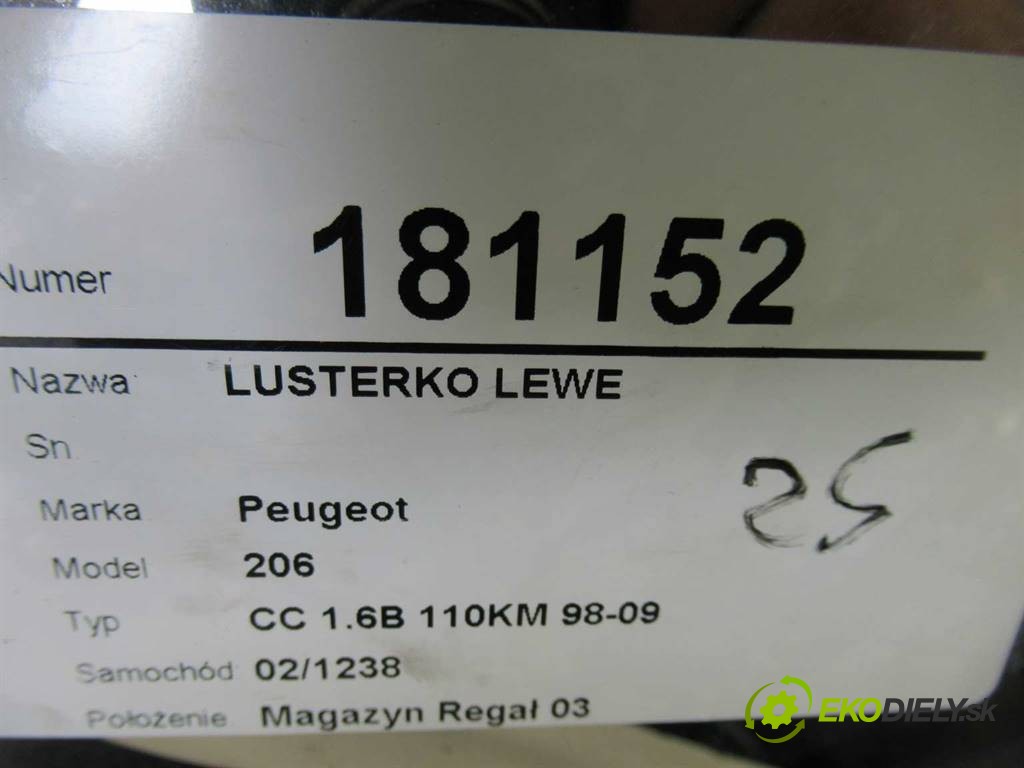 Numer 181152
Nazwa LUSTERKO LEWE
Sn
25
Marka Peugeot
Model 206
Typ CC 1.6B 110KM 98-09
Samochód 02/1238
Położenie Magazyn Regał 03
EKODIELY.sk